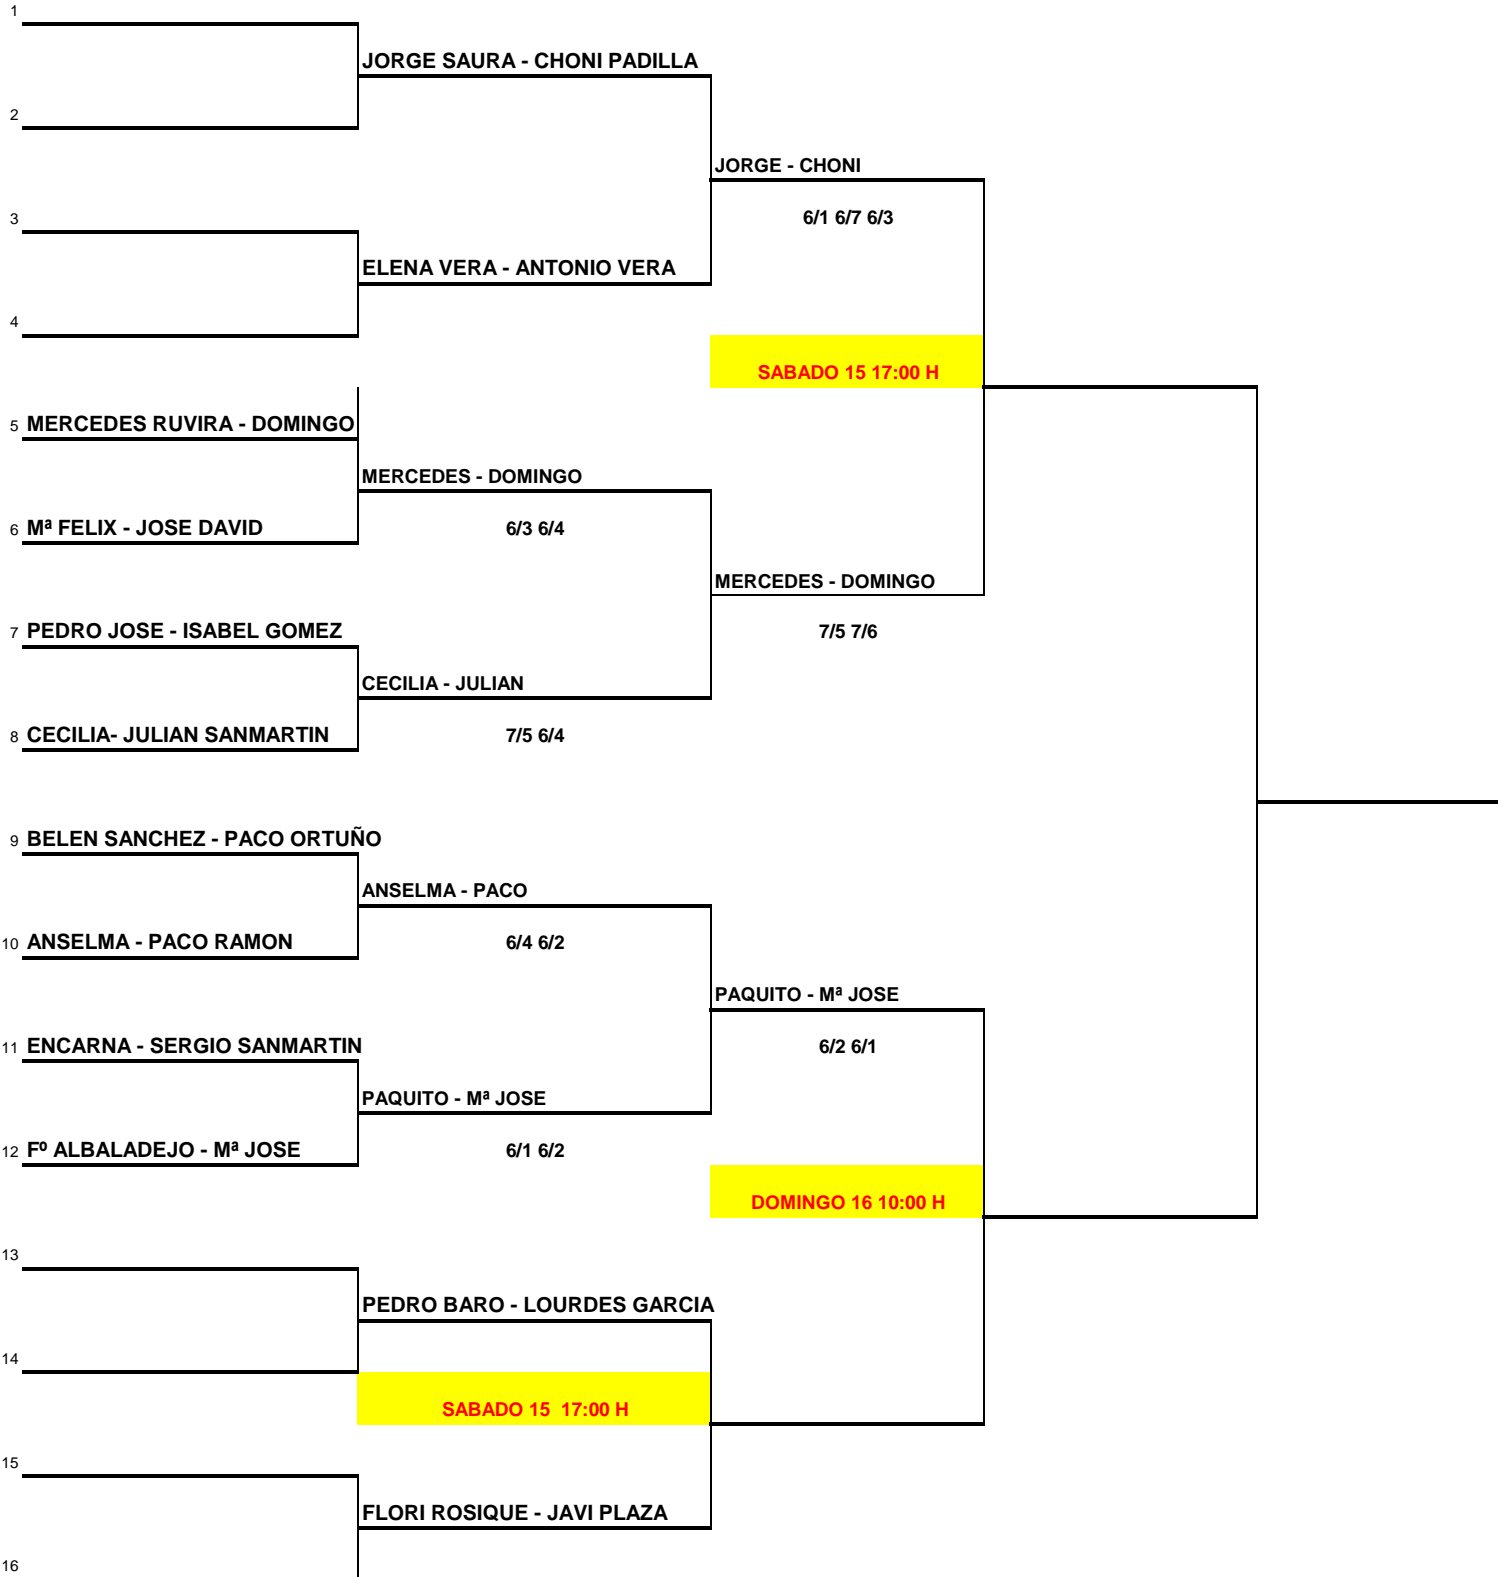 1
JORGE SAURA - CHONI PADILLA
2
JORGE - CHONI
3
6/1 6/7 6/3
ELENA VERA - ANTONIO VERA
4
SABADO 15 17:00 H
5 MERCEDES RUVIRA - DOMINGO
MERCEDES - DOMINGO
6 Mª FELIX - JOSE DAVID
6/3 6/4
MERCEDES - DOMINGO
7 PEDRO JOSE - ISABEL GOMEZ
7/5 7/6
CECILIA - JULIAN
8 CECILIA- JULIAN SANMARTIN
7/5 6/4
9 BELEN SANCHEZ - PACO ORTUÑO
ANSELMA - PACO
10 ANSELMA - PACO RAMON
6/4 6/2
PAQUITO - Mª JOSE
11 ENCARNA - SERGIO SANMARTIN
6/2 6/1
PAQUITO - Mª JOSE
12 Fº ALBALADEJO - Mª JOSE
6/1 6/2
DOMINGO 16 10:00 H
13
PEDRO BARO - LOURDES GARCIA
14
SABADO 15  17:00 H
15
FLORI ROSIQUE - JAVI PLAZA
16